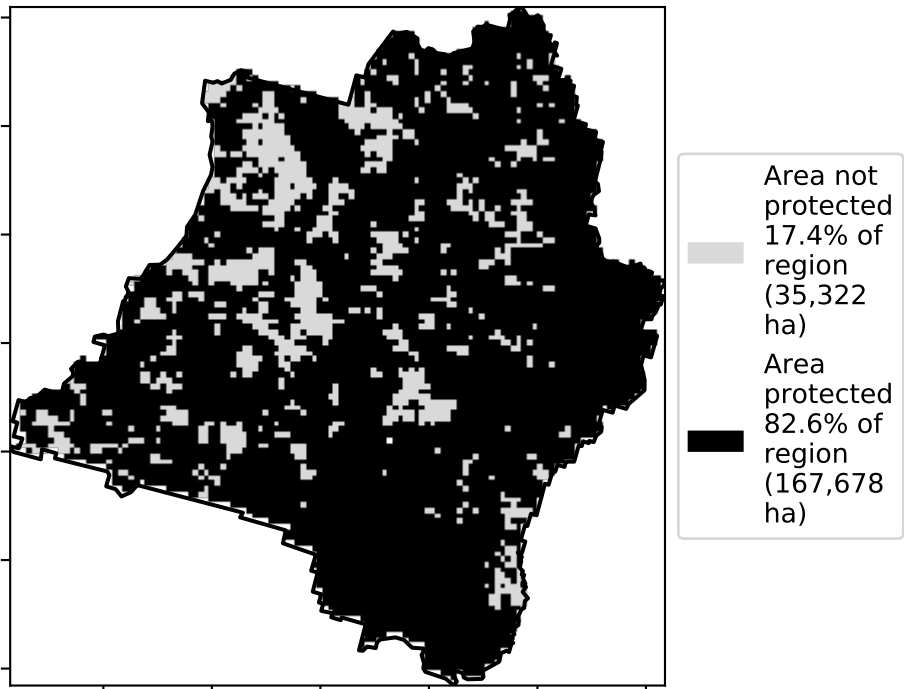 Area not
protected
17.4% of
region
(35,322
ha)
Area
protected
82.6% of
region
(167,678
ha)